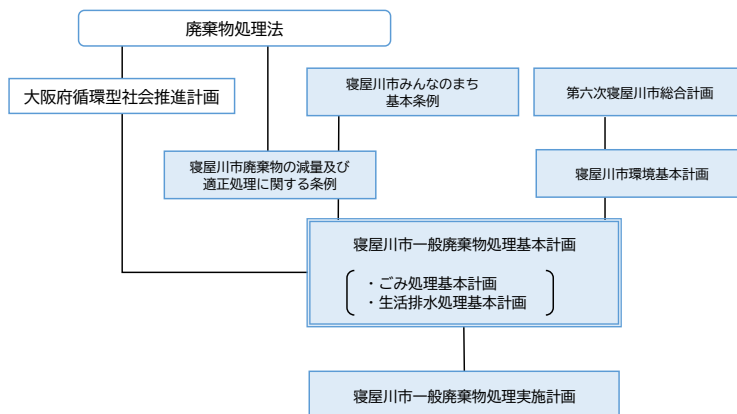 廃棄物処理法
大阪府循環型社会推進計画
寝屋川市みんなのまち
基本条例
第六次寝屋川市総合計画
寝屋川市廃棄物の減量及び
適正処理に関する条例
寝屋川市環境基本計画
寝屋川市一般廃棄物処理基本計画
・ごみ処理基本計画
・生活排水処理基本計画
寝屋川市一般廃棄物処理実施計画